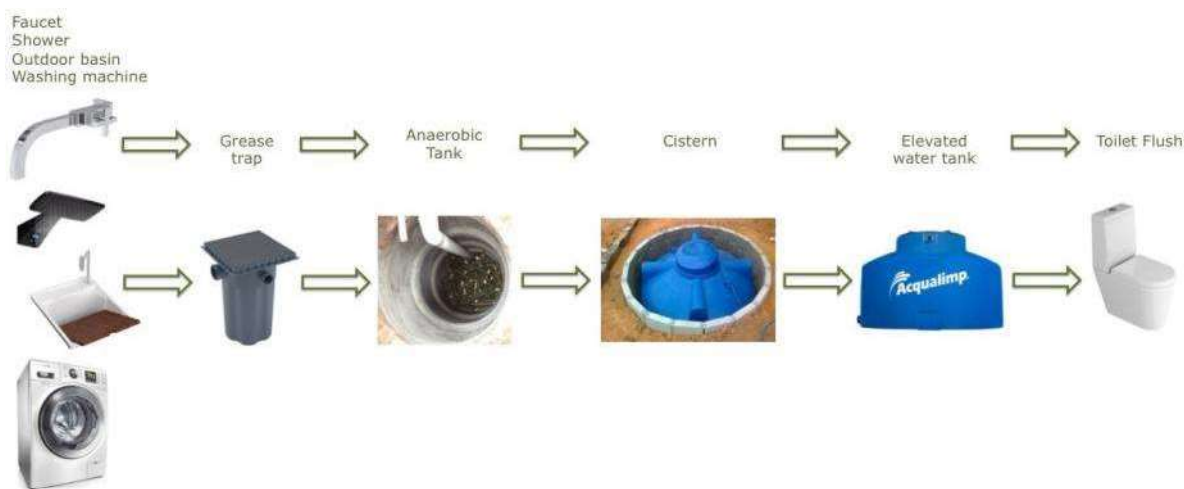 Faucet
Shower
Outdoor basin
Washing machine
Grease
trap
Anaerobic
Tank
Cistern
Elevated
water tank
Toilet Flush
Acqualimp